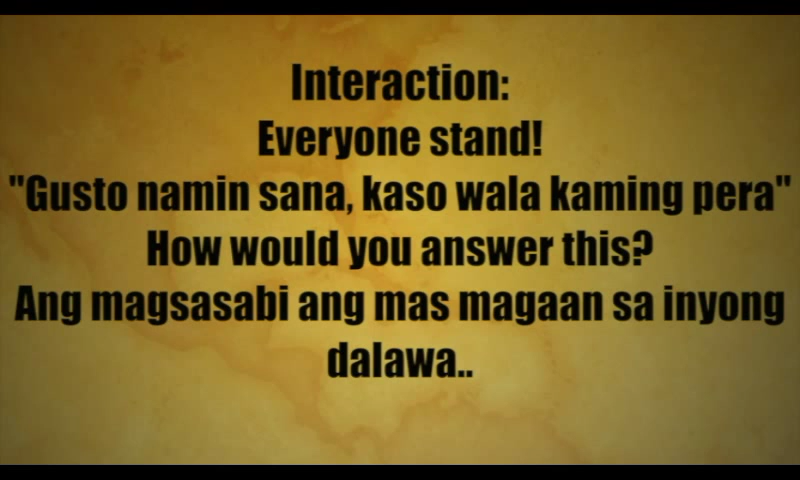 Interaction:
Everyone stand!
"Gusto namin sana, kaso wala kaming pera"
How would you answer this?
Ang magsasabi ang mas magaan sa inyong
dalawa..